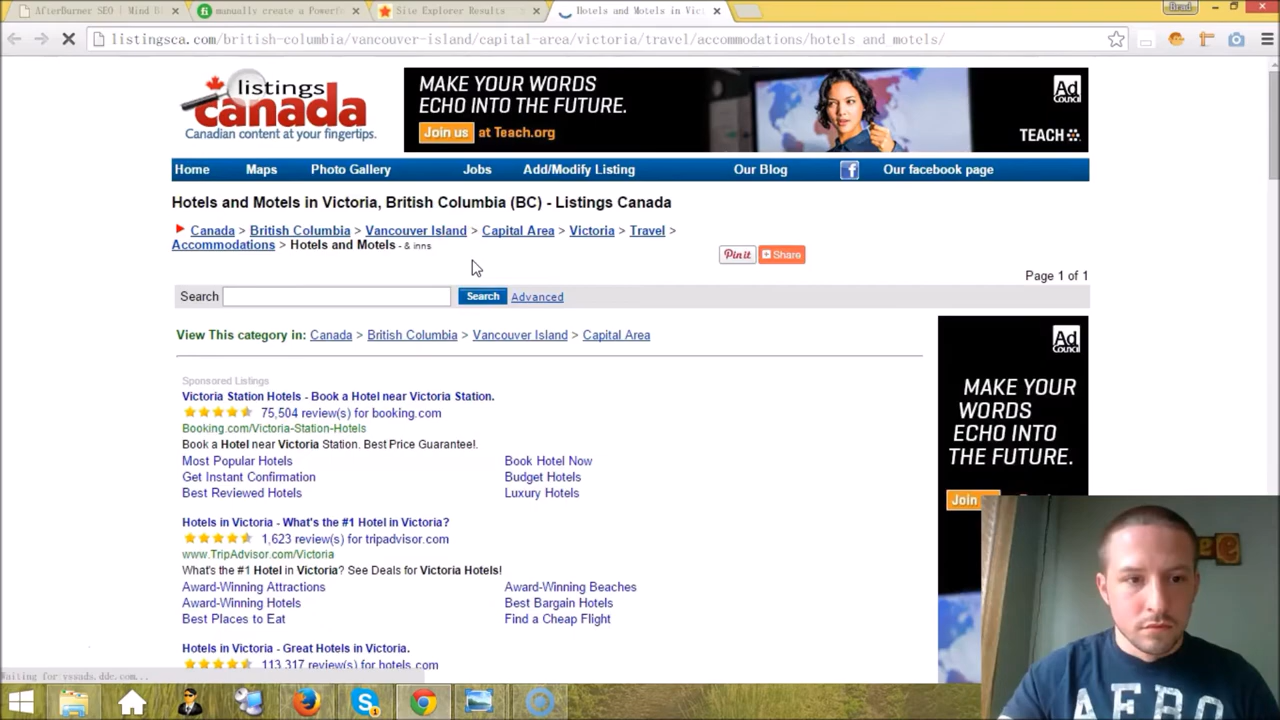 AfterBurner SEO | Mind B
manually create a Powerf
Site Explorer Results
Hotels and Motels in Vic
Brad
listingsca.com/british-columbia/vancouver-island/capital-area/victoria/travel/accommodations/hotels and motels/
listings
canada
Canadian content at your fingertips.
MAKE YOUR WORDS
ECHO INTO THE FUTURE.
Join us at Teach.org
Ad
COUNCIL
TEACH
Home Maps Photo Gallery Jobs Add/Modify Listing Our Blog f Our facebook page
Hotels and Motels in Victoria, British Columbia (BC) - Listings Canada
Canada > British Columbia > Vancouver Island > Capital Area > Victoria > Travel >
Accommodations > Hotels and Motels - & inns
Pin it
Share
Page 1 of 1
Search Search Advanced
View This category in: Canada > British Columbia > Vancouver Island > Capital Area
Sponsored Listings
Victoria Station Hotels - Book a Hotel near Victoria Station.
75,504 review(s) for booking.com
Booking.com/Victoria-Station-Hotels
Book a Hotel near Victoria Station. Best Price Guarantee!.
Most Popular Hotels Book Hotel Now
Get Instant Confirmation Budget Hotels
Best Reviewed Hotels Luxury Hotels
Hotels in Victoria - What's the #1 Hotel in Victoria?
1,623 review(s) for tripadvisor.com
www.TripAdvisor.com/Victoria
What's the #1 Hotel in Victoria? See Deals for Victoria Hotels!
Award-Winning Attractions Award-Winning Beaches
Award-Winning Hotels Best Bargain Hotels
Best Places to Eat Find a Cheap Flight
Hotels in Victoria - Great Hotels in Victoria.
113,317 review(s) for hotels.com
Ad
COUNCIL
MAKE YOUR
WORDS
ECHO INTO
THE FUTURE.
Join
Waiting for yssads.ddc.com...
AERO